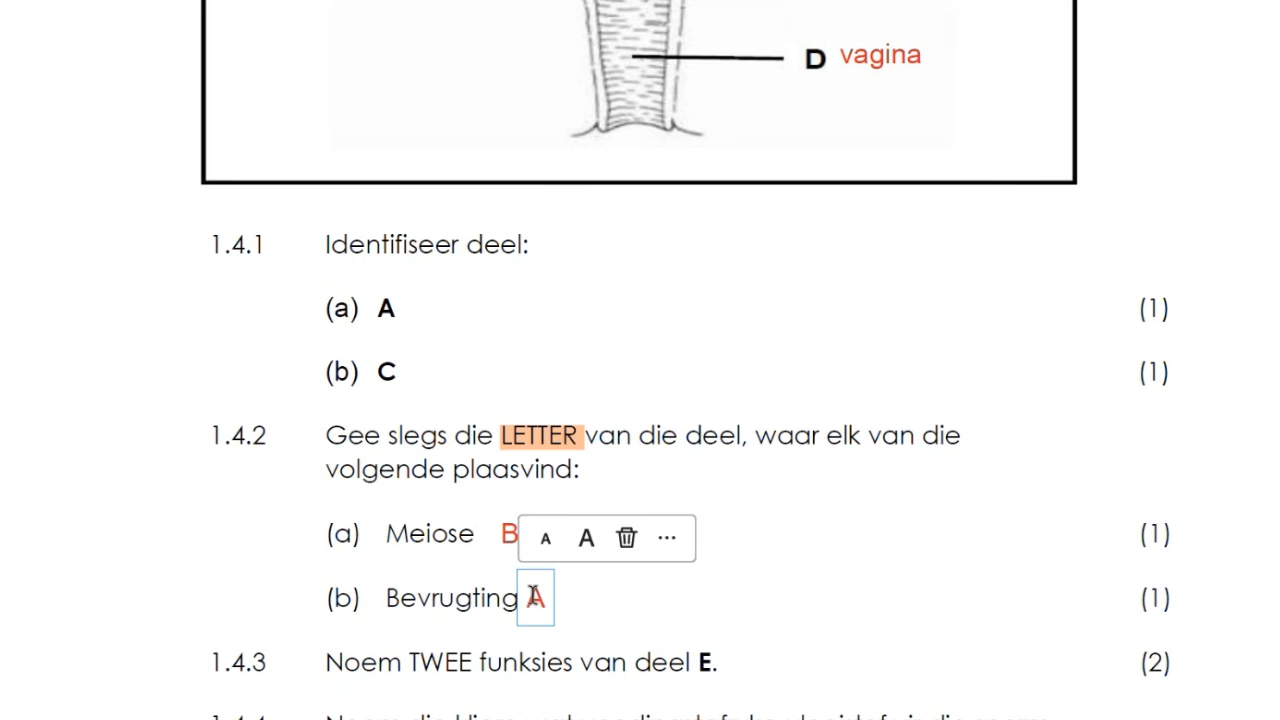 D vagina
1.4.1 Identifiseer deel:
(a) A (1)
(b) C (1)
1.4.2 Gee slegs die LETTER van die deel, waar elk van die
volgende plaasvind:
(a) Meiose B A A ... (1)
(b) Bevrugting A (1)
1.4.3 Noem TWEE funksies van deel E. (2)